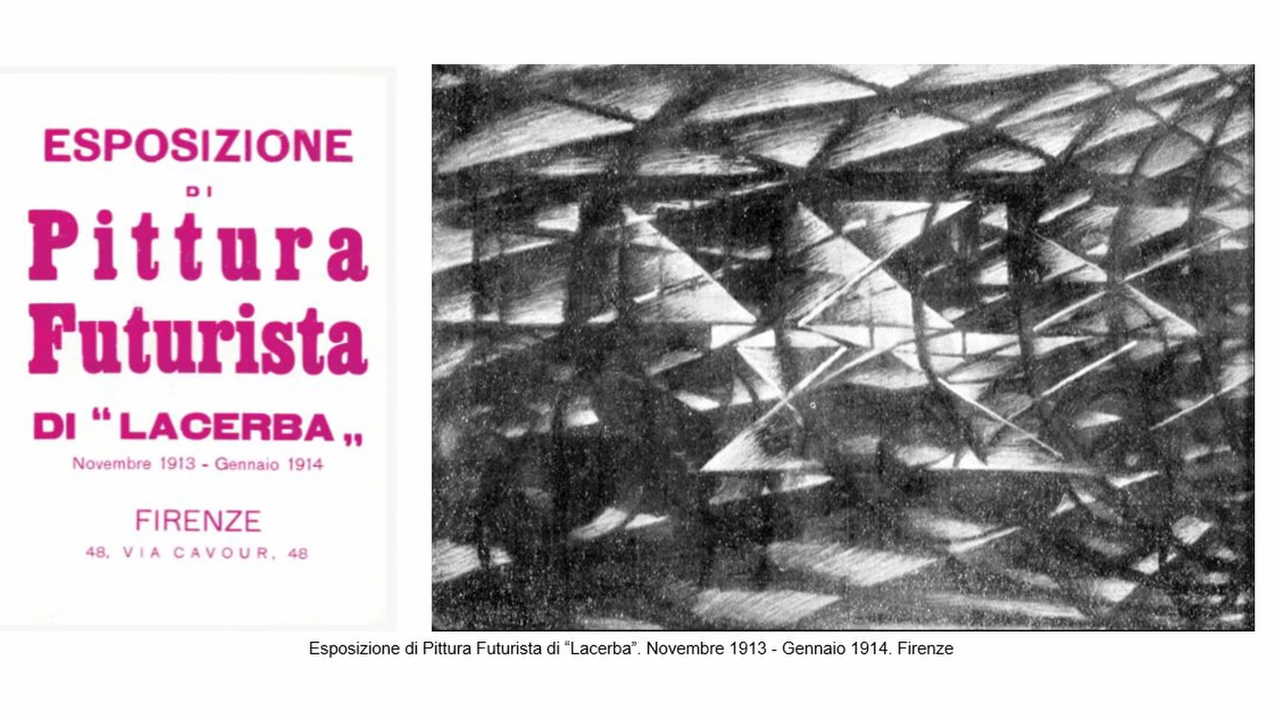 ESPOSIZIONE
DI
Pittura
Futurista
DI “ LACERBA „
Novembre 1913 - Gennaio 1914
FIRENZE
48, VIA CAVOUR, 48
Esposizione di Pittura Futurista di “Lacerba”. Novembre 1913 - Gennaio 1914. Firenze